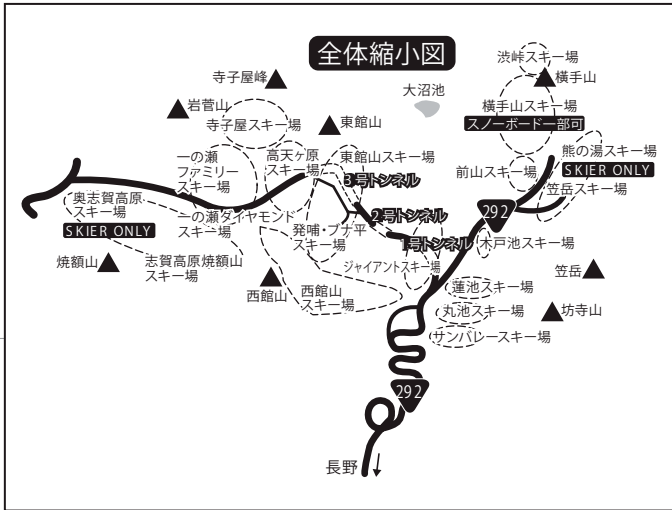 全体縮小図
渋峠スキー場
横手山
寺子屋峰
大沼池
岩菅山
横手山スキー場
スノーボード一部可
寺子屋スキー場
東館山
熊の湯スキー場
SKIER ONLY
一の瀬
ファミリー
スキー場
高天ヶ原
スキー場
東館山スキー場
前山スキー場
3号トンネル
笠岳スキー場
奥志賀高原
スキー場
SKIER ONLY
一の瀬ダイヤモンド
スキー場
2号トンネル
292
発哺・ブナ平
スキー場
1号トンネル
木戸池スキー場
焼額山
志賀高原焼額山
スキー場
ジャイアントスキー場
西館山
西館山
スキー場
蓮池スキー場
笠岳
丸池スキー場
坊寺山
サンバレースキー場
292
長野